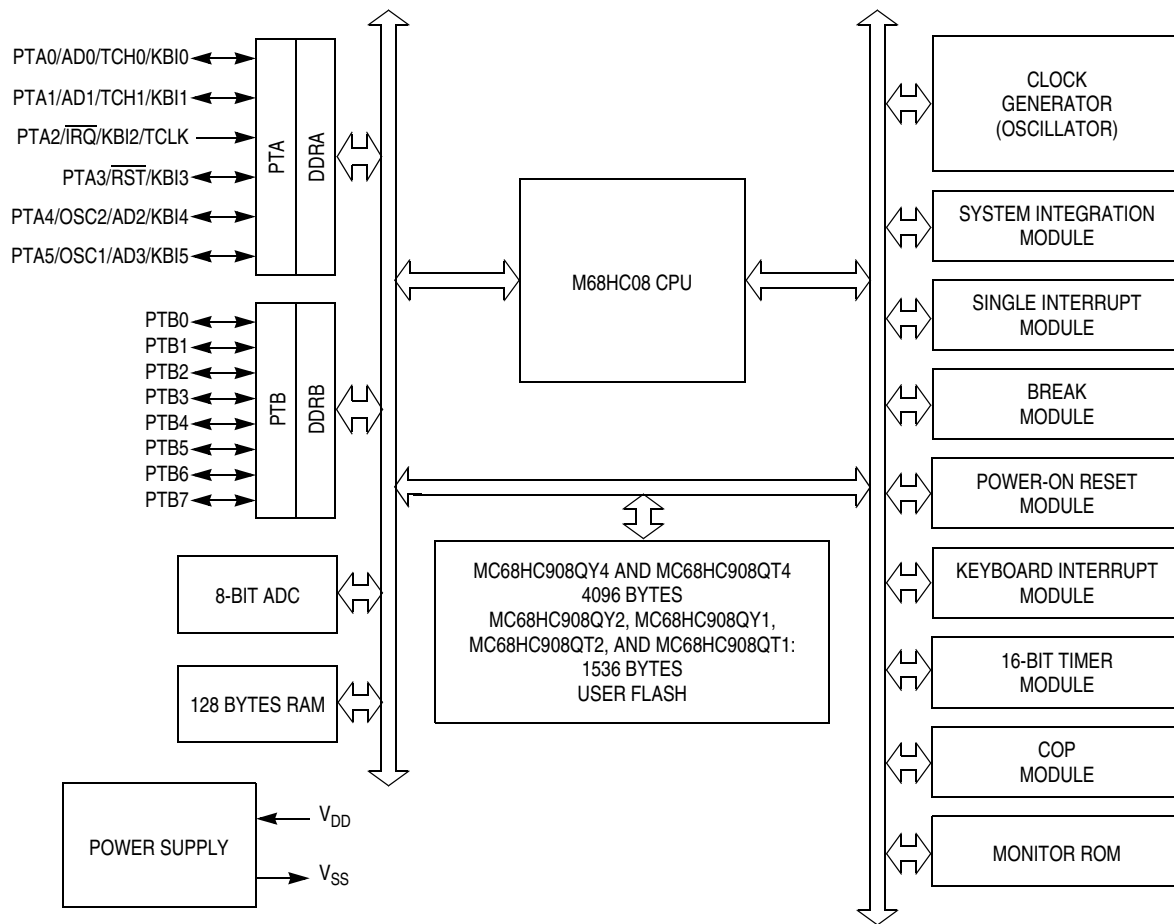 PTA0/AD0/TCH0/KBI0
PTA1/AD1/TCH1/KBI1
PTA2/IRQ/KBI2/TCLK
PTA3/RST/KBI3
PTA4/OSC2/AD2/KBI4
PTA5/OSC1/AD3/KBI5
PTA
DDRA
PTB0
PTB1
PTB2
PTB3
PTB4
PTB5
PTB6
PTB7
PTB
DDRB
8-BIT ADC
128 BYTES RAM
POWER SUPPLY
VDD
VSS
M68HC08 CPU
MC68HC908QY4 AND MC68HC908QT4
4096 BYTES
MC68HC908QY2, MC68HC908QY1,
MC68HC908QT2, AND MC68HC908QT1:
1536 BYTES
USER FLASH
CLOCK
GENERATOR
(OSCILLATOR)
SYSTEM INTEGRATION
MODULE
SINGLE INTERRUPT
MODULE
BREAK
MODULE
POWER-ON RESET
MODULE
KEYBOARD INTERRUPT
MODULE
16-BIT TIMER
MODULE
COP
MODULE
MONITOR ROM